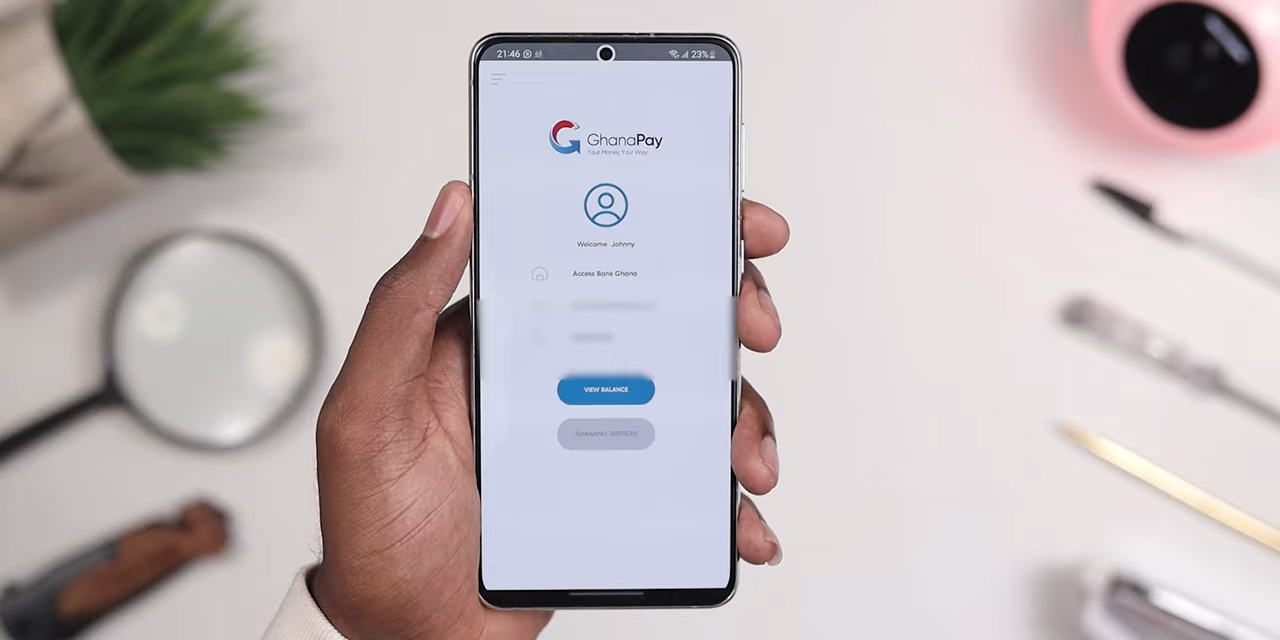 21:46
23%
GhanaPay
Your Money, Your Way...
Welcome Johnny
Access Bank Ghana
VIEW BALANCE
GHANAPAY SERVICES